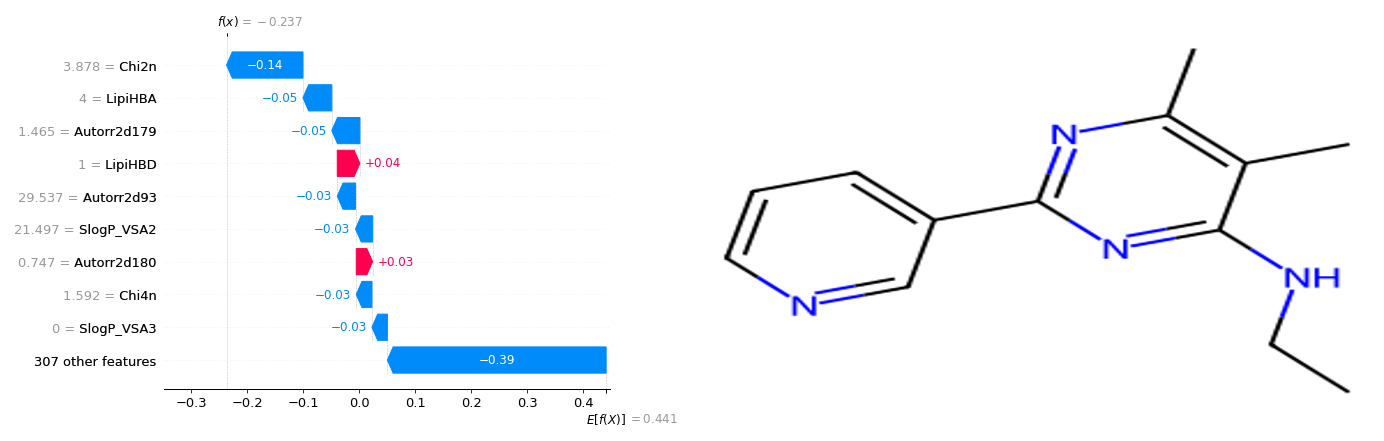 f(x) = −0.237
3.878 = Chi2n −0.14
4 = LipiHBA −0.05
1.465 = Autorr2d179 −0.05
1 = LipiHBD +0.04
29.537 = Autorr2d93 −0.03
21.497 = SlogP_VSA2 −0.03
0.747 = Autorr2d180 +0.03
1.592 = Chi4n −0.03
0 = SlogP_VSA3 −0.03
307 other features −0.39
−0.3 −0.2 −0.1 0.0 0.1 0.2 0.3 0.4
E[f(X)] = 0.441
N
N
NH
N